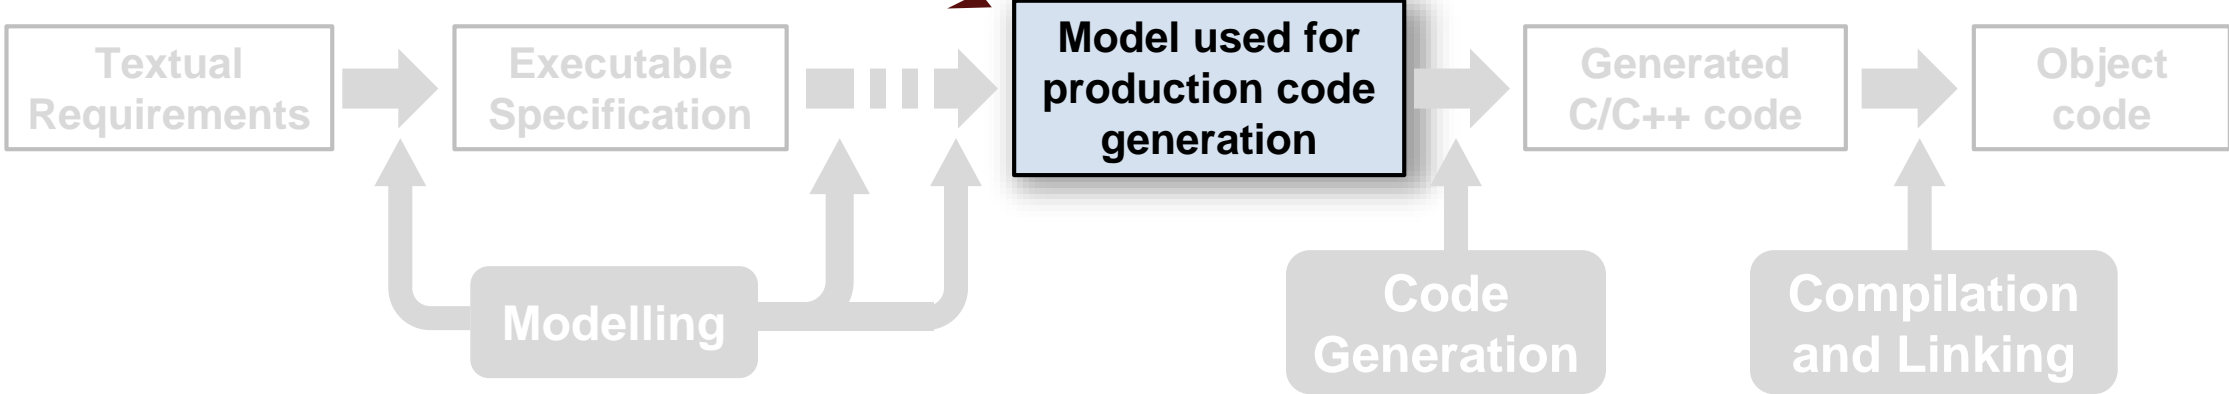 Textual
Requirements
Executable
Specification
Model used for
production code
generation
Generated
C/C++ code
Object
code
Modelling
Code
Generation
Compilation
and Linking